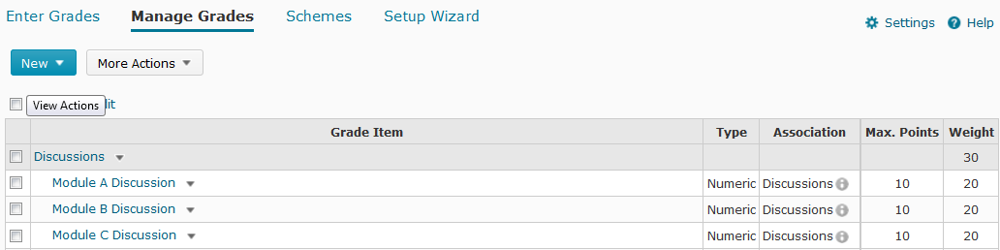 Enter Grades Manage Grades Schemes Setup Wizard
Settings Help
New More Actions
View Actions dit
Grade Item Type Association Max. Points Weight
Discussions 30
Module A Discussion Numeric Discussions 10 20
Module B Discussion Numeric Discussions 10 20
Module C Discussion Numeric Discussions 10 20